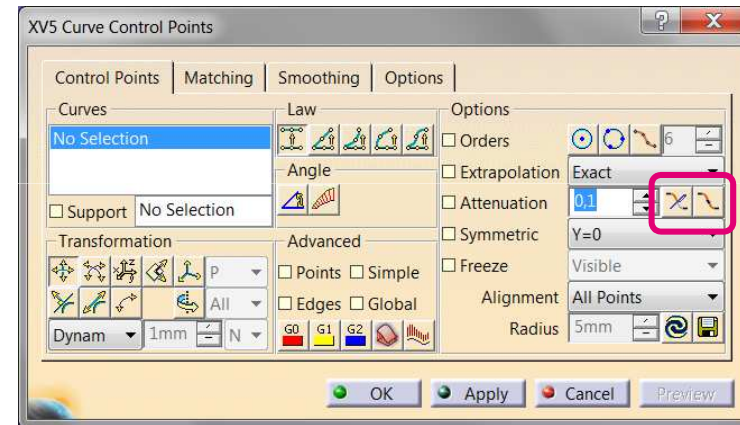 XV5 Curve Control Points
?
X
Control Points
Matching
Smoothing
Options
Curves
No Selection
Support
No Selection
Law
Angle
Options
Orders
6
Extrapolation
Exact
Attenuation
0,1
Symmetric
Y=0
Freeze
Visible
Alignment
All Points
Radius
5mm
Transformation
P
All
Dynam
1mm
N
Advanced
Points
Simple
Edges
Global
G0
G1
G2
OK
Apply
Cancel
Preview